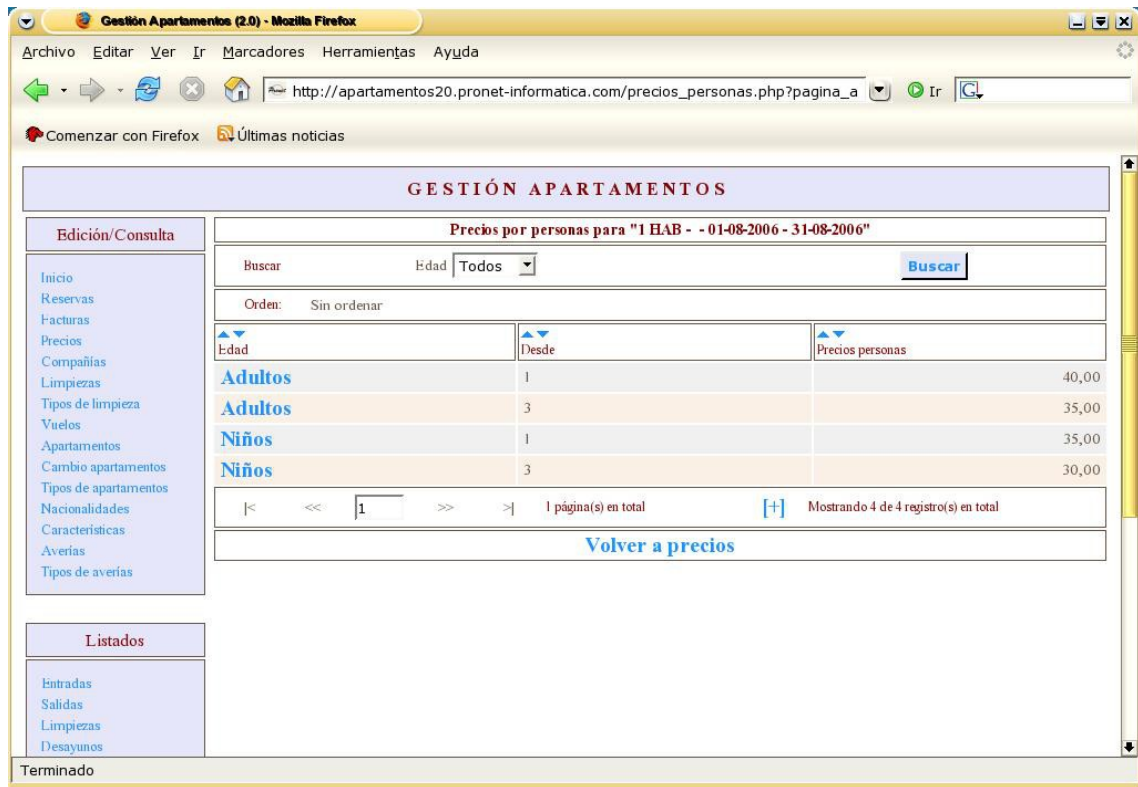 Gestión Apartamentos (2.0) - Mozilla Firefox
Archivo Editar Ver Ir Marcadores Herramientas Ayuda
http://apartamentos20.pronet-informatica.com/precios_personas.php?pagina_a Ir G
Comenzar con Firefox Últimas noticias
GESTIÓN APARTAMENTOS
Edición/Consulta
Inicio
Reservas
Facturas
Precios
Compañías
Limpiezas
Tipos de limpieza
Vuelos
Apartamentos
Cambio apartamentos
Tipos de apartamentos
Nacionalidades
Características
Averías
Tipos de averías
Listados
Entradas
Salidas
Limpiezas
Desayunos
Precios por personas para "1 HAB - - 01-08-2006 - 31-08-2006"
Buscar Edad Todos Buscar
Orden: Sin ordenar
Edad Desde Precios personas
Adultos 1 40,00
Adultos 3 35,00
Niños 1 35,00
Niños 3 30,00
|< << 1 >> >| 1 página(s) en total [+] Mostrando 4 de 4 registro(s) en total
Volver a precios
Terminado